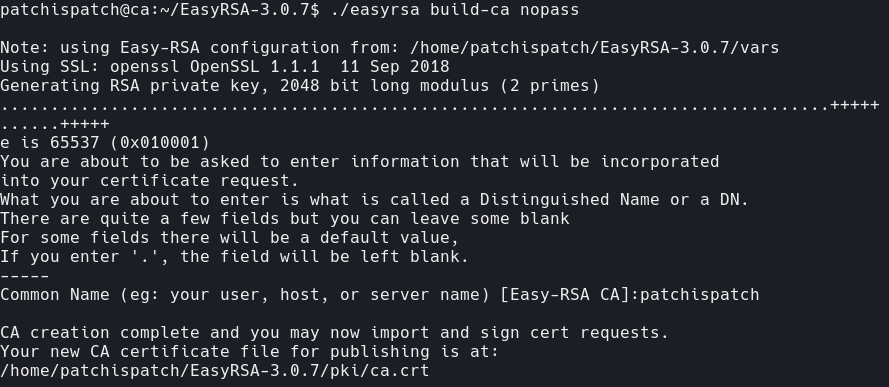 patchispatch@ca:~/EasyRSA-3.0.7$ ./easyrsa build-ca nopass
Note: using Easy-RSA configuration from: /home/patchispatch/EasyRSA-3.0.7/vars
Using SSL: openssl OpenSSL 1.1.1  11 Sep 2018
Generating RSA private key, 2048 bit long modulus (2 primes)
...................................................................................+++++
......+++++
e is 65537 (0x010001)
You are about to be asked to enter information that will be incorporated
into your certificate request.
What you are about to enter is what is called a Distinguished Name or a DN.
There are quite a few fields but you can leave some blank
For some fields there will be a default value,
If you enter '.', the field will be left blank.
-----
Common Name (eg: your user, host, or server name) [Easy-RSA CA]:patchispatch
CA creation complete and you may now import and sign cert requests.
Your new CA certificate file for publishing is at:
/home/patchispatch/EasyRSA-3.0.7/pki/ca.crt